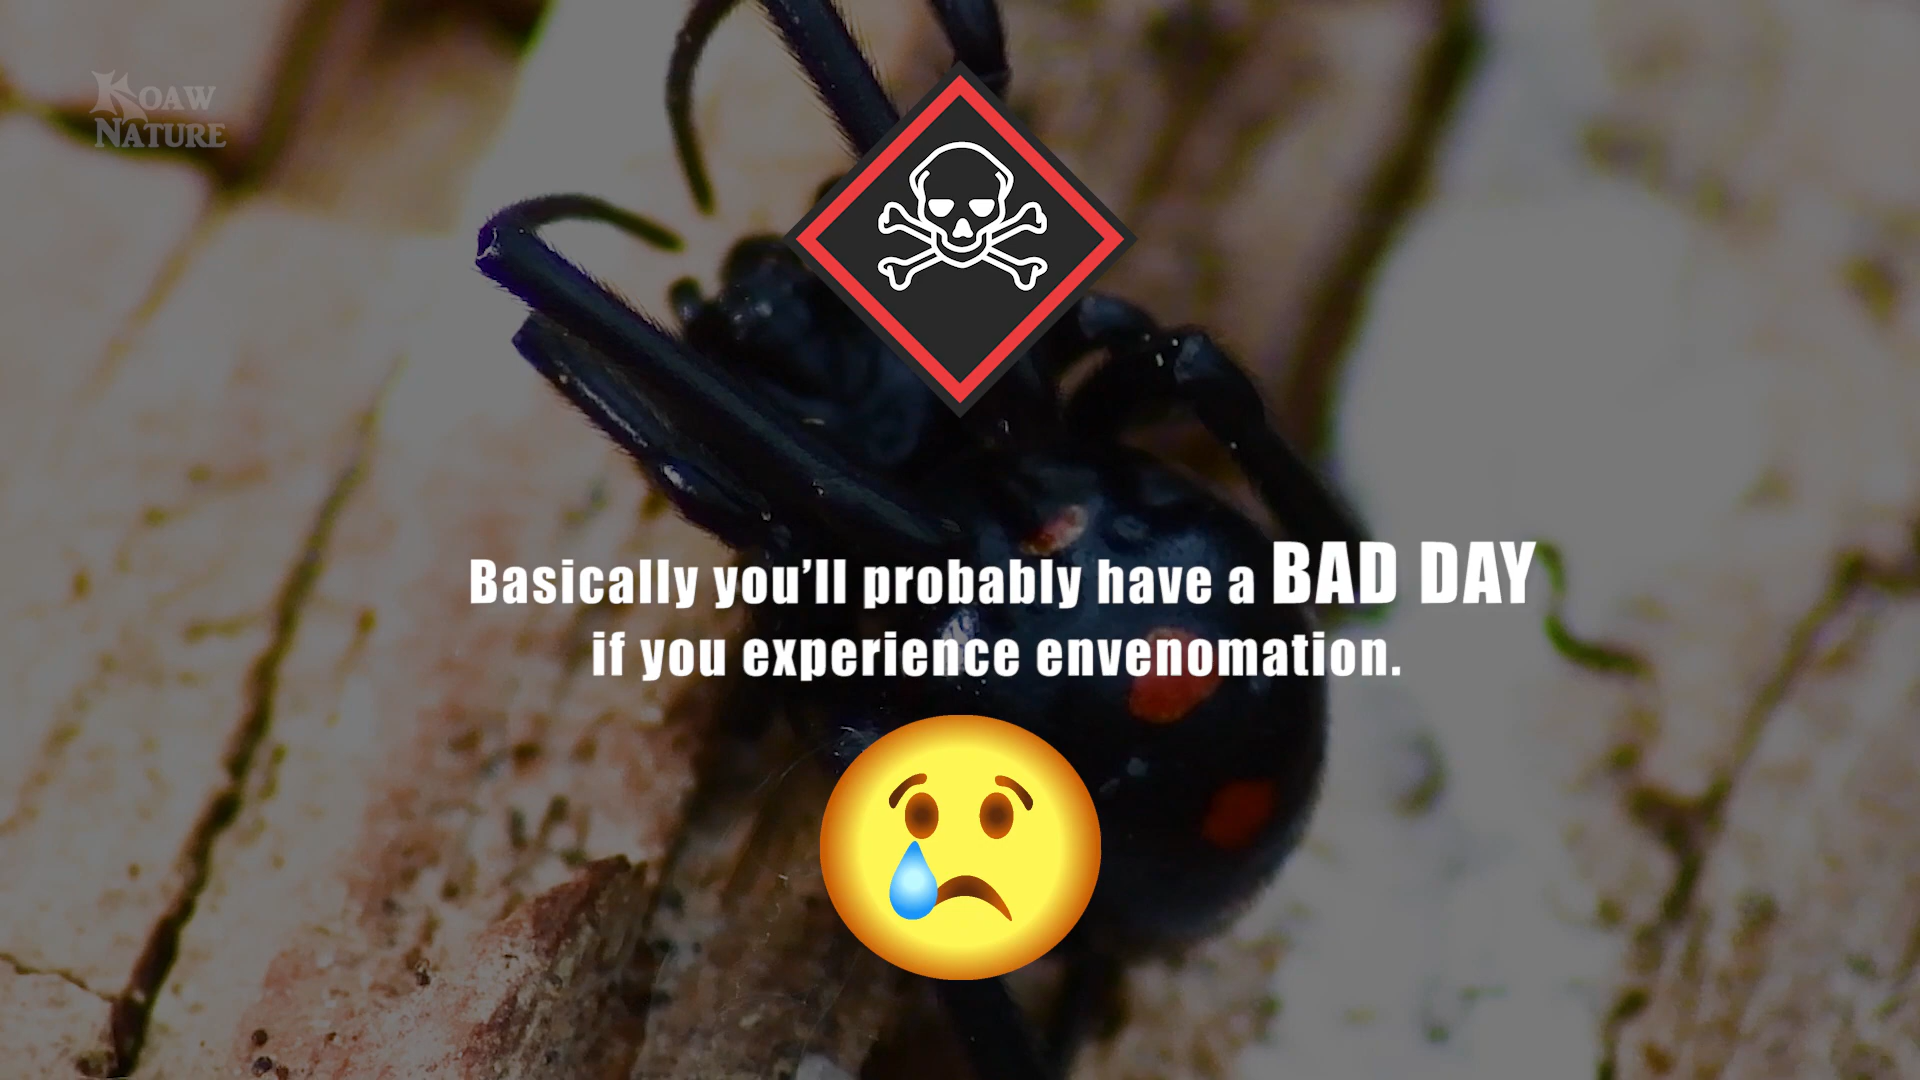 KOAW
NATURE
Basically you’ll probably have a BAD DAY
if you experience envenomation.